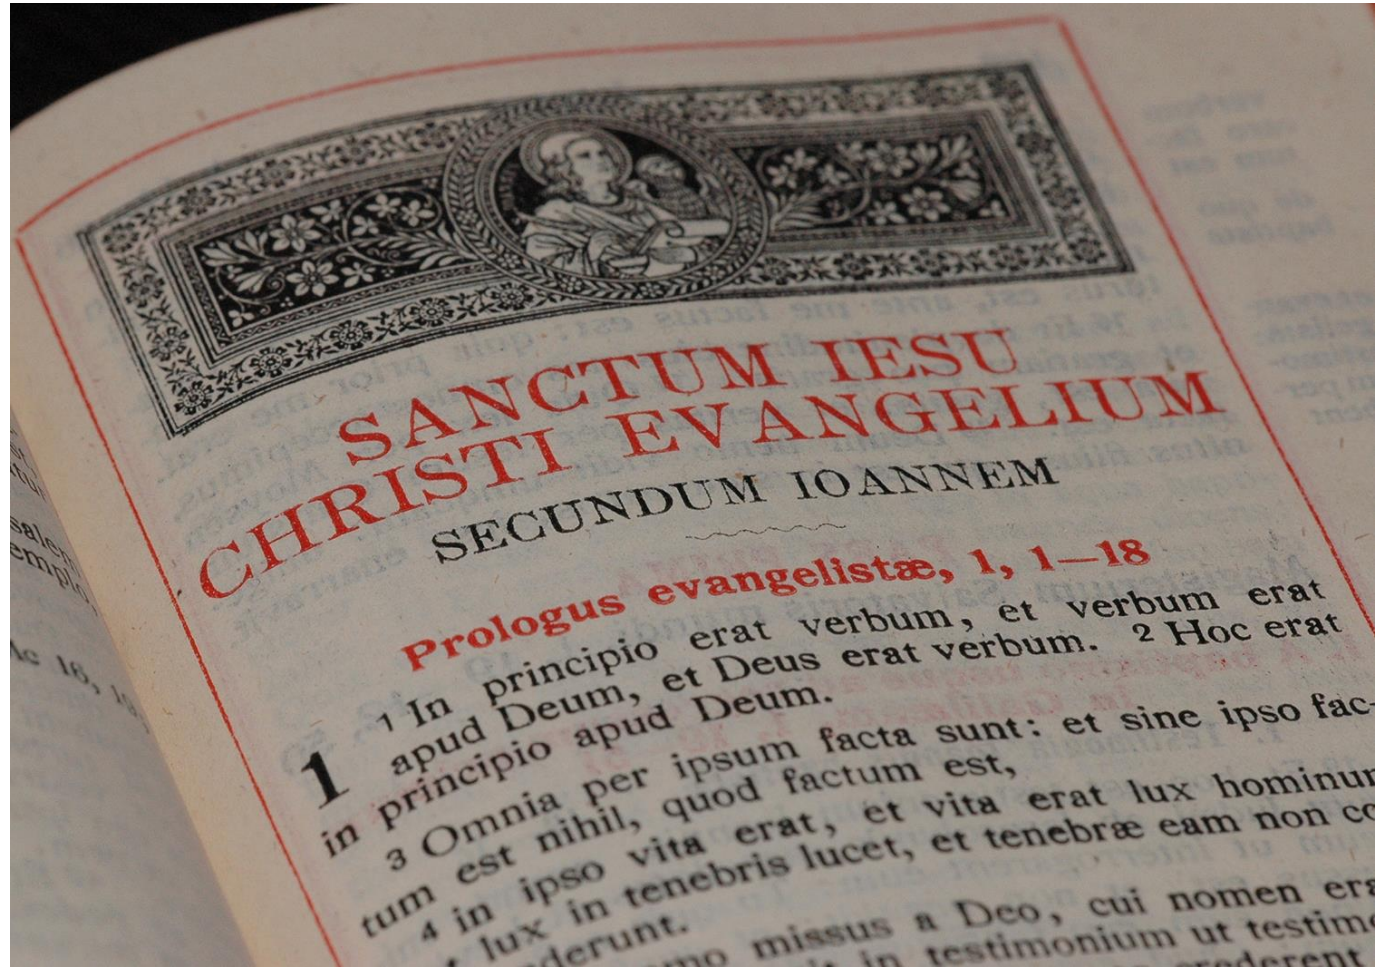 SANCTUM IESU
CHRISTI EVANGELIUM
SECUNDUM IOANNEM
Prologus evangelistæ, 1, 1—18
1 1 In principio erat verbum, et verbum erat
apud Deum, et Deus erat verbum. 2 Hoc erat
in principio apud Deum.
3 Omnia per ipsum facta sunt: et sine ipso fac-
tum est nihil, quod factum est,
4 in ipso vita erat, et vita erat lux hominum
lux in tenebris lucet, et tenebræ eam non co
derunt.
omo missus a Deo, cui nomen era
in testimonium ut testimo
crederent